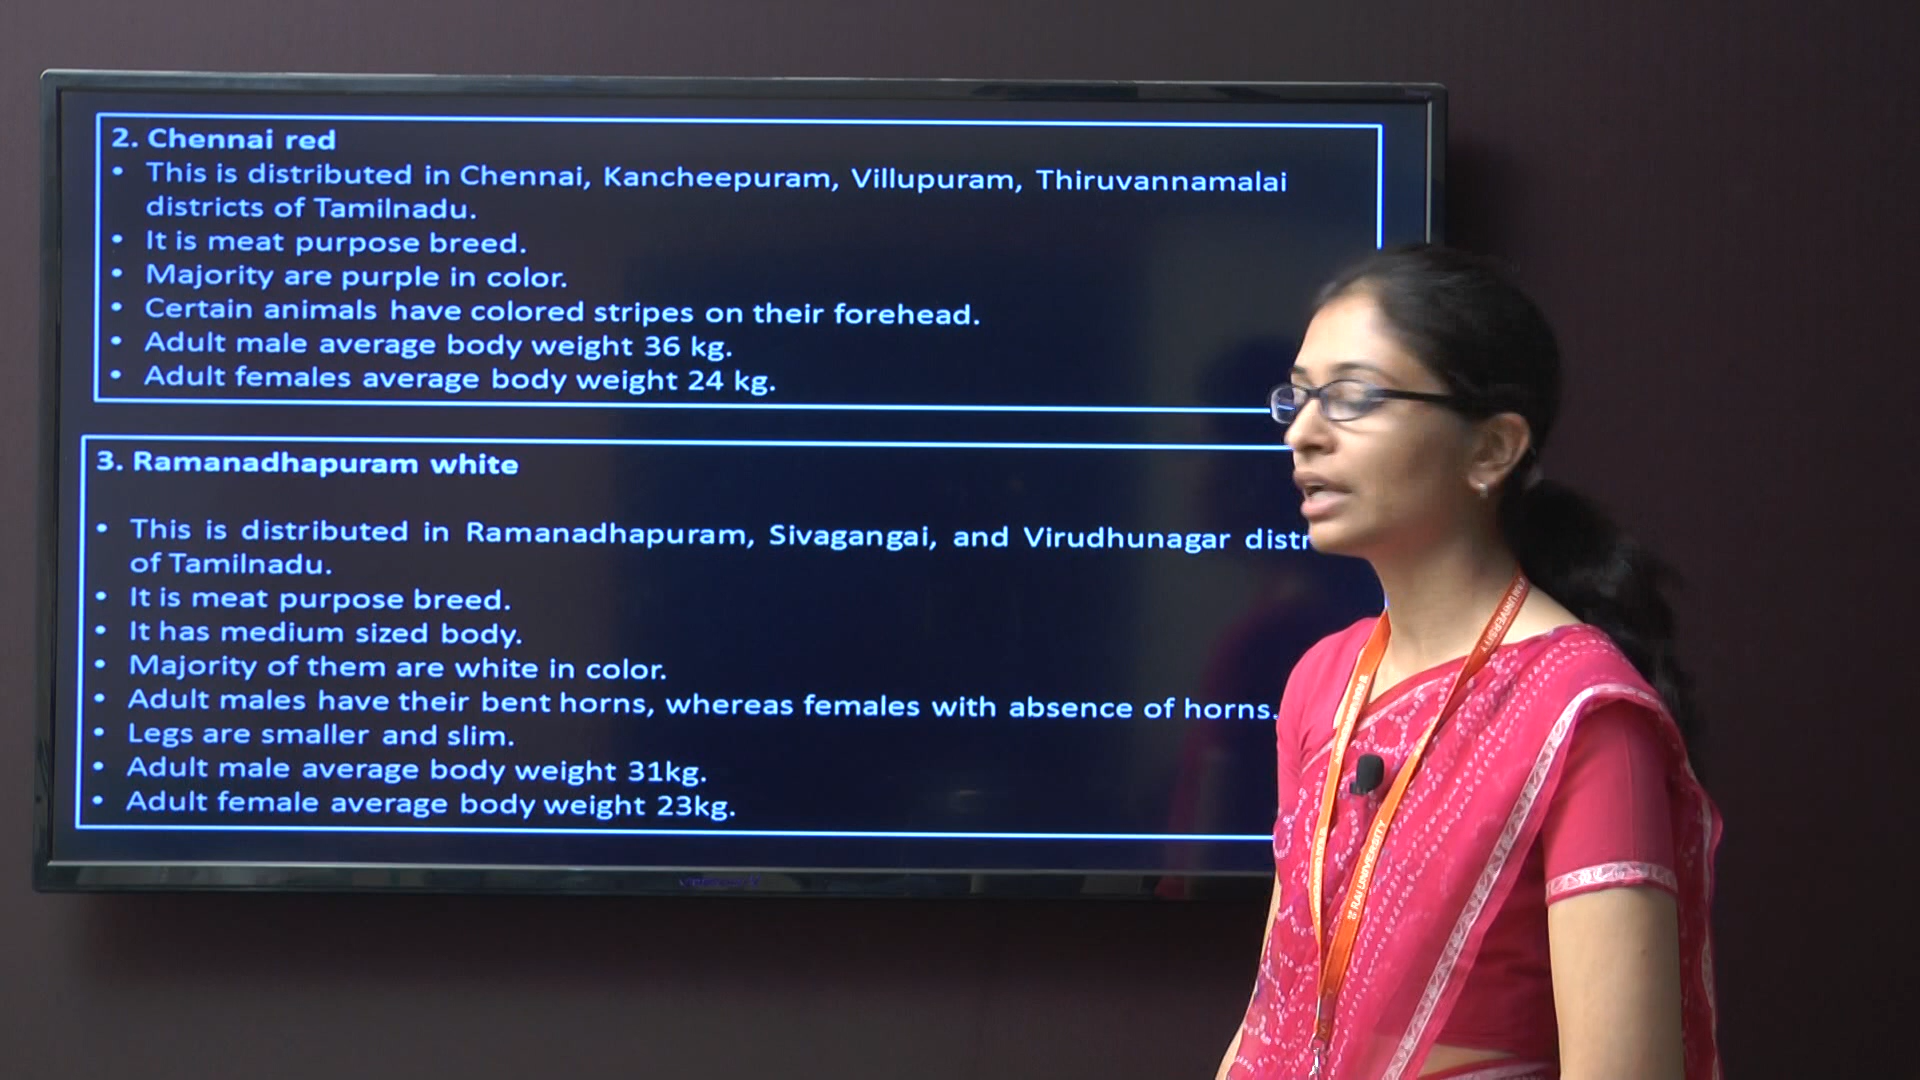 2. Chennai red
• This is distributed in Chennai, Kancheepuram, Villupuram, Thiruvannamalai
districts of Tamilnadu.
• It is meat purpose breed.
• Majority are purple in color.
• Certain animals have colored stripes on their forehead.
• Adult male average body weight 36 kg.
• Adult females average body weight 24 kg.
3. Ramanadhapuram white
• This is distributed in Ramanadhapuram, Sivagangai, and Virudhunagar distr
of Tamilnadu.
• It is meat purpose breed.
• It has medium sized body.
• Majority of them are white in color.
• Adult males have their bent horns, whereas females with absence of horns.
• Legs are smaller and slim.
• Adult male average body weight 31kg.
• Adult female average body weight 23kg.
RAI UNIVERSITY